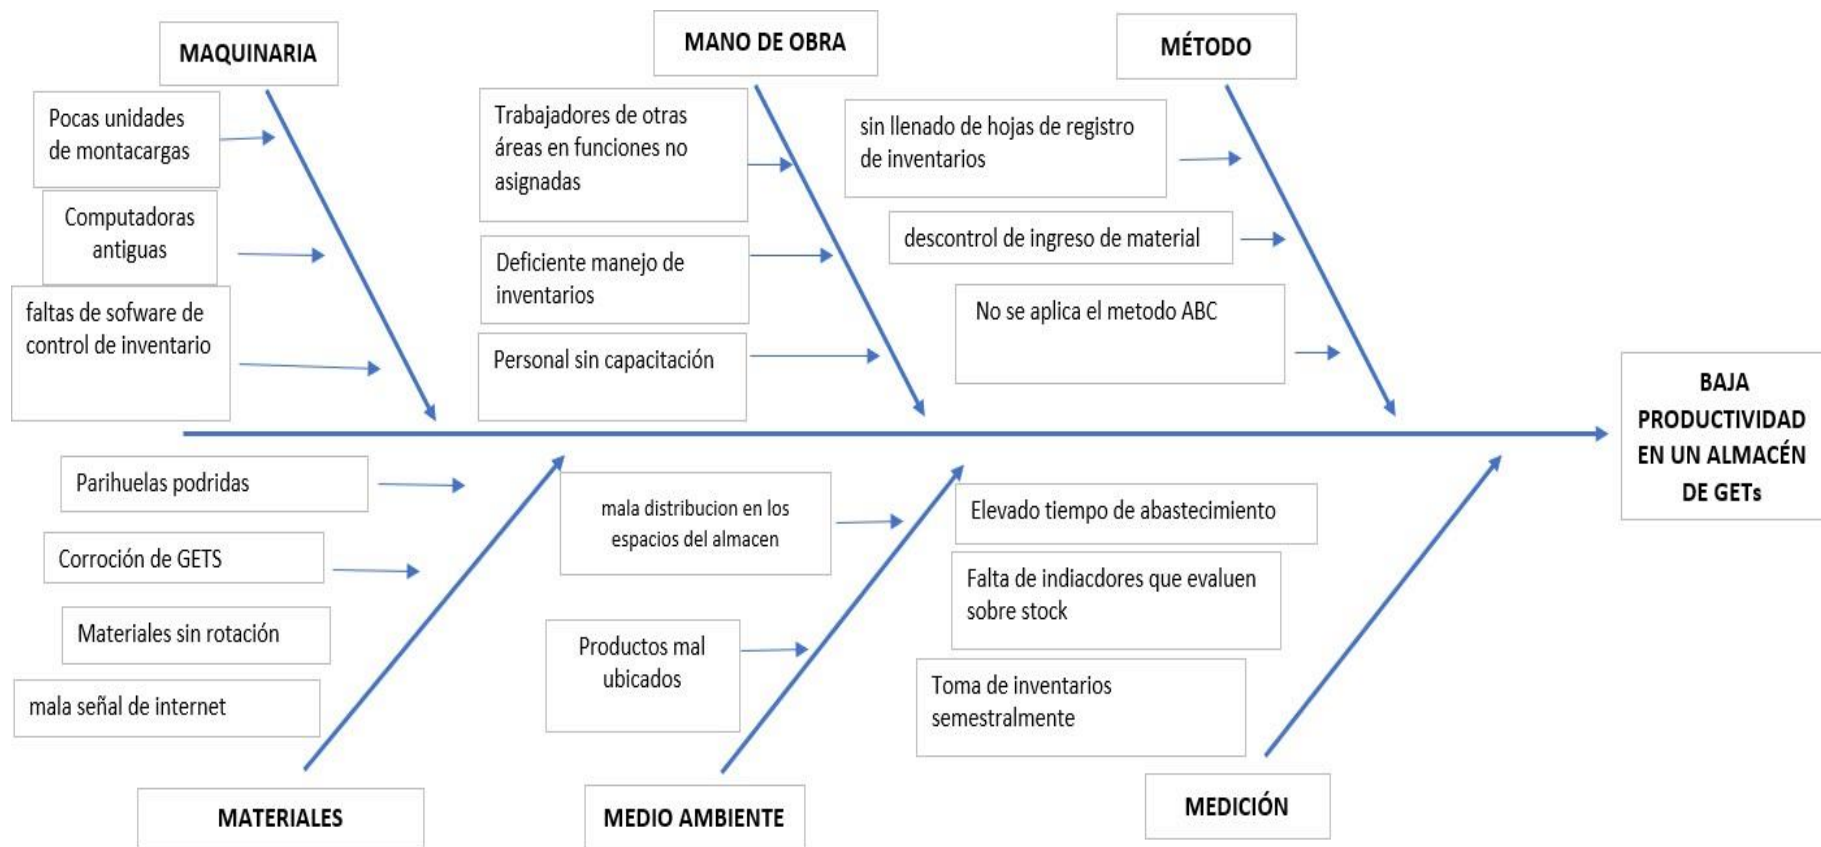 MAQUINARIA
Pocas unidades
de montacargas
Computadoras
antiguas
faltas de sofware de
control de inventario
MANO DE OBRA
Trabajadores de otras
áreas en funciones no
asignadas
Deficiente manejo de
inventarios
Personal sin capacitación
MÉTODO
sin llenado de hojas de registro
de inventarios
descontrol de ingreso de material
No se aplica el metodo ABC
BAJA
PRODUCTIVIDAD
EN UN ALMACÉN
DE GETs
Parihuelas podridas
Corroción de GETS
Materiales sin rotación
mala señal de internet
MATERIALES
mala distribucion en los
espacios del almacen
Productos mal
ubicados
MEDIO AMBIENTE
Elevado tiempo de abastecimiento
Falta de indiacdores que evaluen
sobre stock
Toma de inventarios
semestralmente
MEDICIÓN